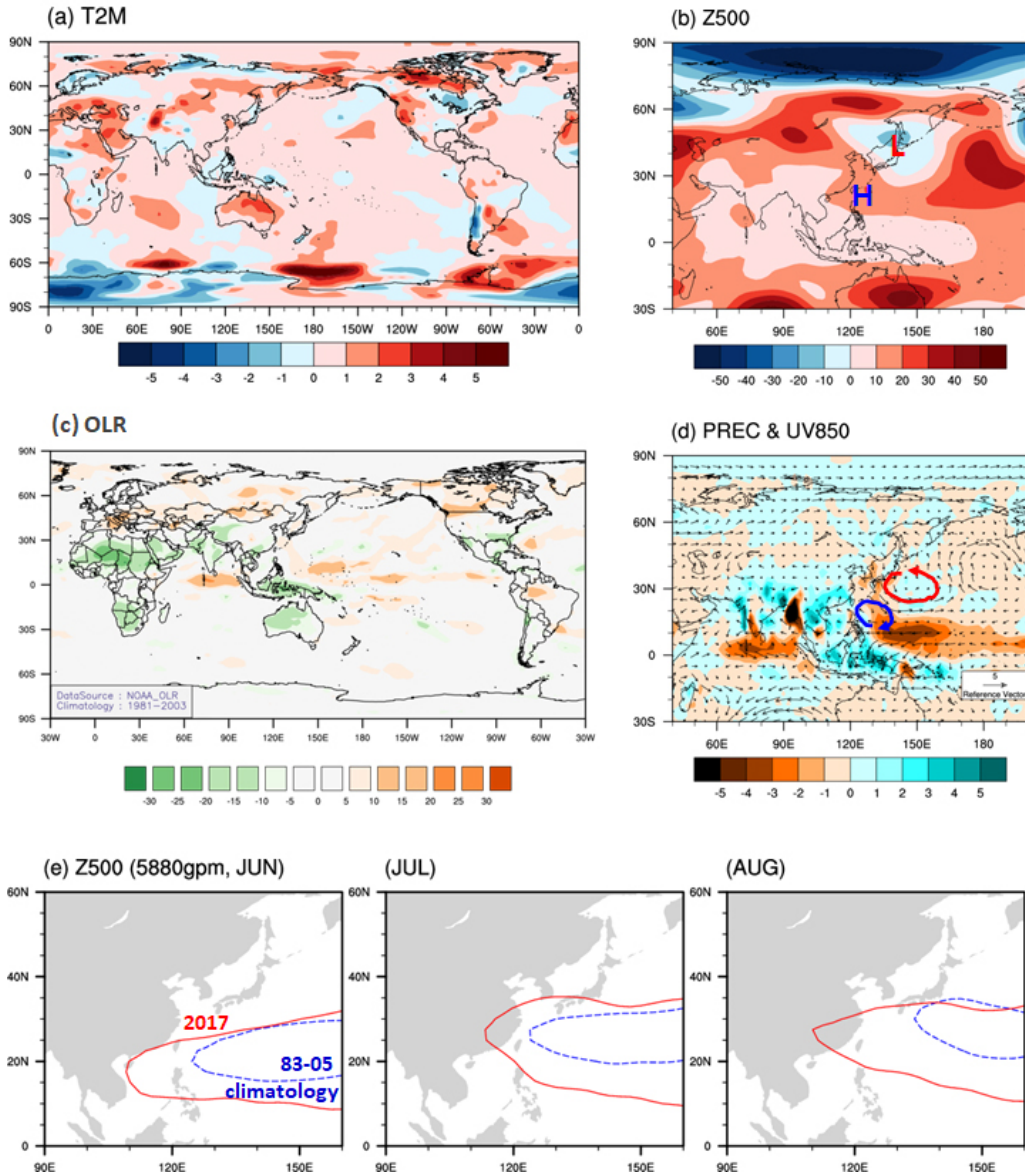 (a) T2M
90N
60N
30N
0
30S
60S
90S
0 30E 60E 90E 120E 150E 180 150W 120W 90W 60W 30W 0
-5 -4 -3 -2 -1 0 1 2 3 4 5
(b) Z500
90N
60N
30N
0
30S
L
H
60E 90E 120E 150E 180
-50 -40 -30 -20 -10 0 10 20 30 40 50
(c) OLR
90N
60N
30N
0
30S
60S
90S
DataSource : NOAA_OLR
Climatology : 1981-2003
30W 0 30E 60E 90E 120E 150E 180 150W 120W 90W 60W 30W
-30 -25 -20 -15 -10 -5 0 5 10 15 20 25 30
(d) PREC & UV850
90N
60N
30N
0
30S
5
Reference Vector
60E 90E 120E 150E 180
-5 -4 -3 -2 -1 0 1 2 3 4 5
(e) Z500 (5880gpm, JUN)
60N
40N
20N
0
2017
83-05
climatology
90E 110E 130E 150E
(JUL)
60N
40N
20N
0
90E 110E 130E 150E
(AUG)
60N
40N
20N
0
90E 110E 130E 150E